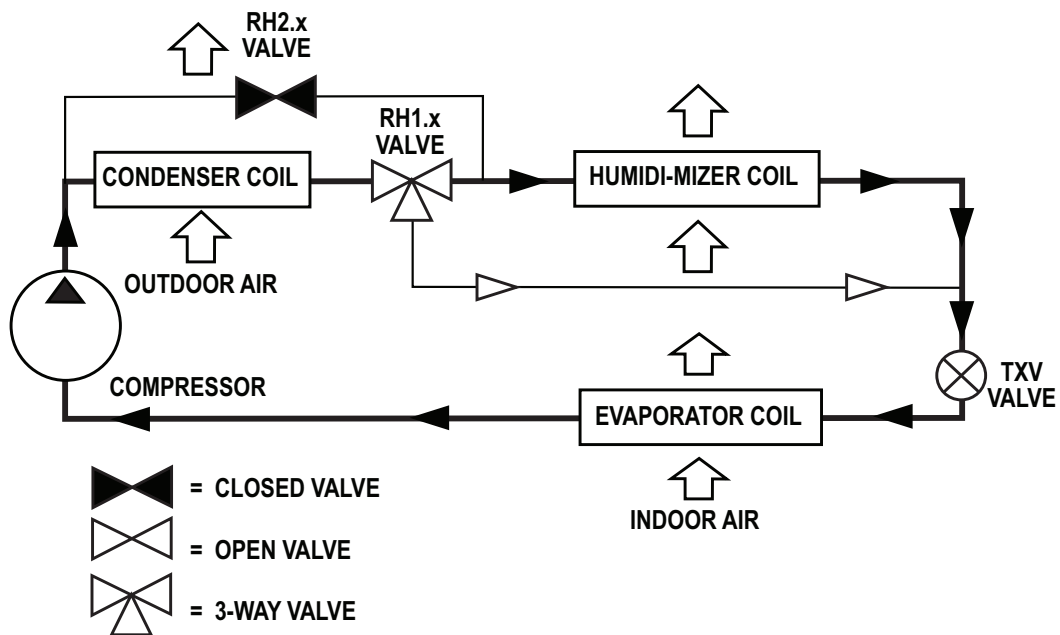 RH2.x
VALVE
RH1.x
VALVE
CONDENSER COIL
HUMIDI-MIZER COIL
OUTDOOR AIR
COMPRESSOR
TXV
VALVE
EVAPORATOR COIL
INDOOR AIR
= CLOSED VALVE
= OPEN VALVE
= 3-WAY VALVE